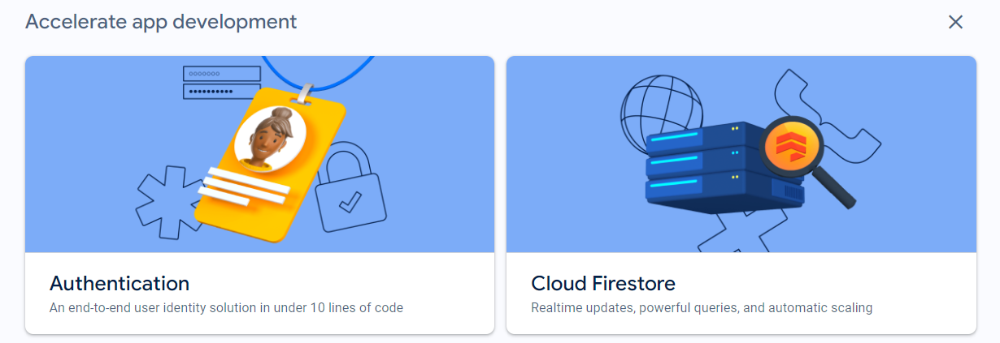 Accelerate app development
Authentication
An end-to-end user identity solution in under 10 lines of code
Cloud Firestore
Realtime updates, powerful queries, and automatic scaling